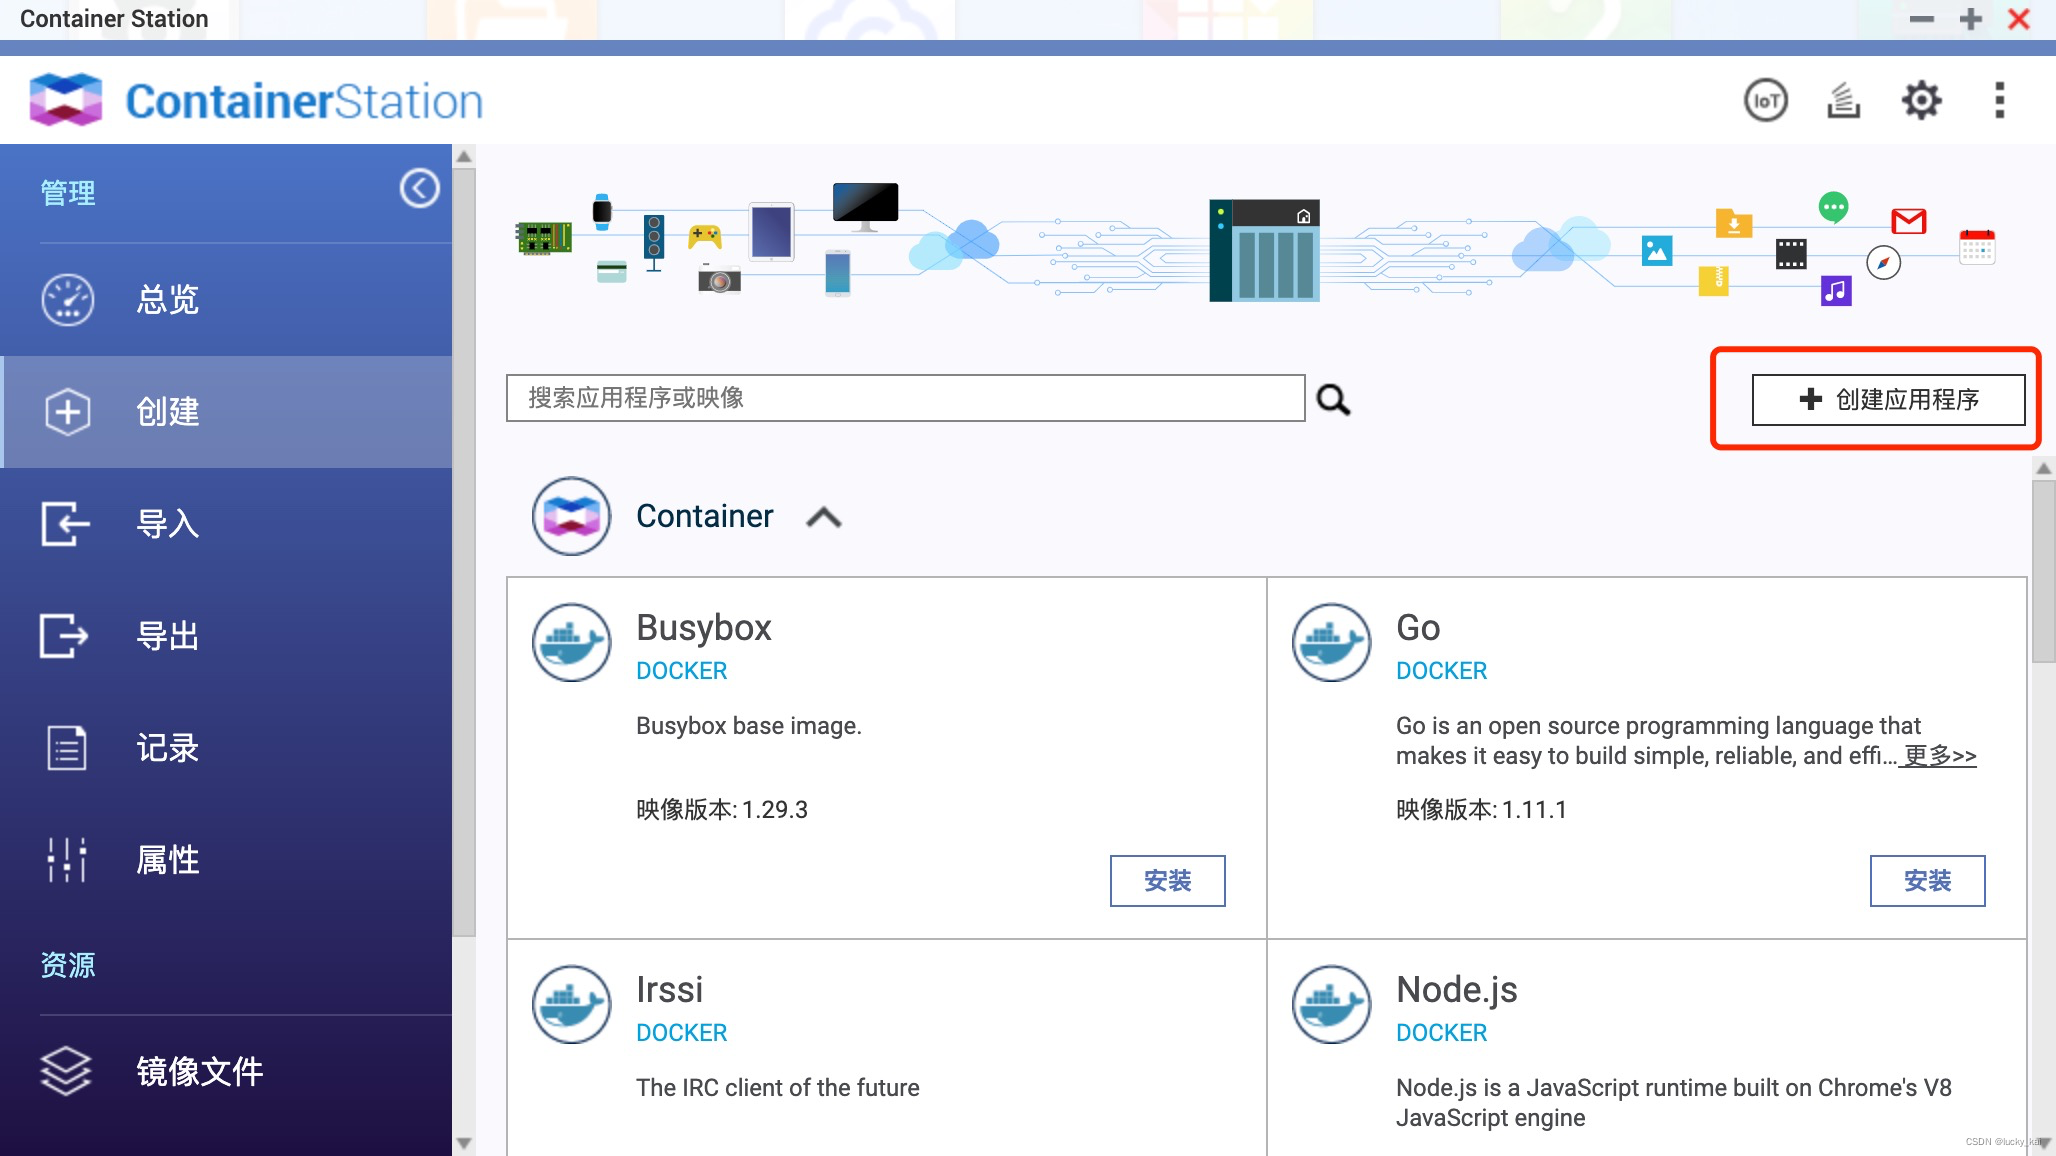 Container Station
ContainerStation
IoT
管理
总览
创建
导入
导出
记录
属性
资源
镜像文件
搜索应用程序或映像
创建应用程序
Container
Busybox
DOCKER
Busybox base image.
映像版本: 1.29.3
安装
Go
DOCKER
Go is an open source programming language that
makes it easy to build simple, reliable, and effi... 更多>>
映像版本: 1.11.1
安装
Irssi
DOCKER
The IRC client of the future
Node.js
DOCKER
Node.js is a JavaScript runtime built on Chrome's V8
JavaScript engine
CSDN